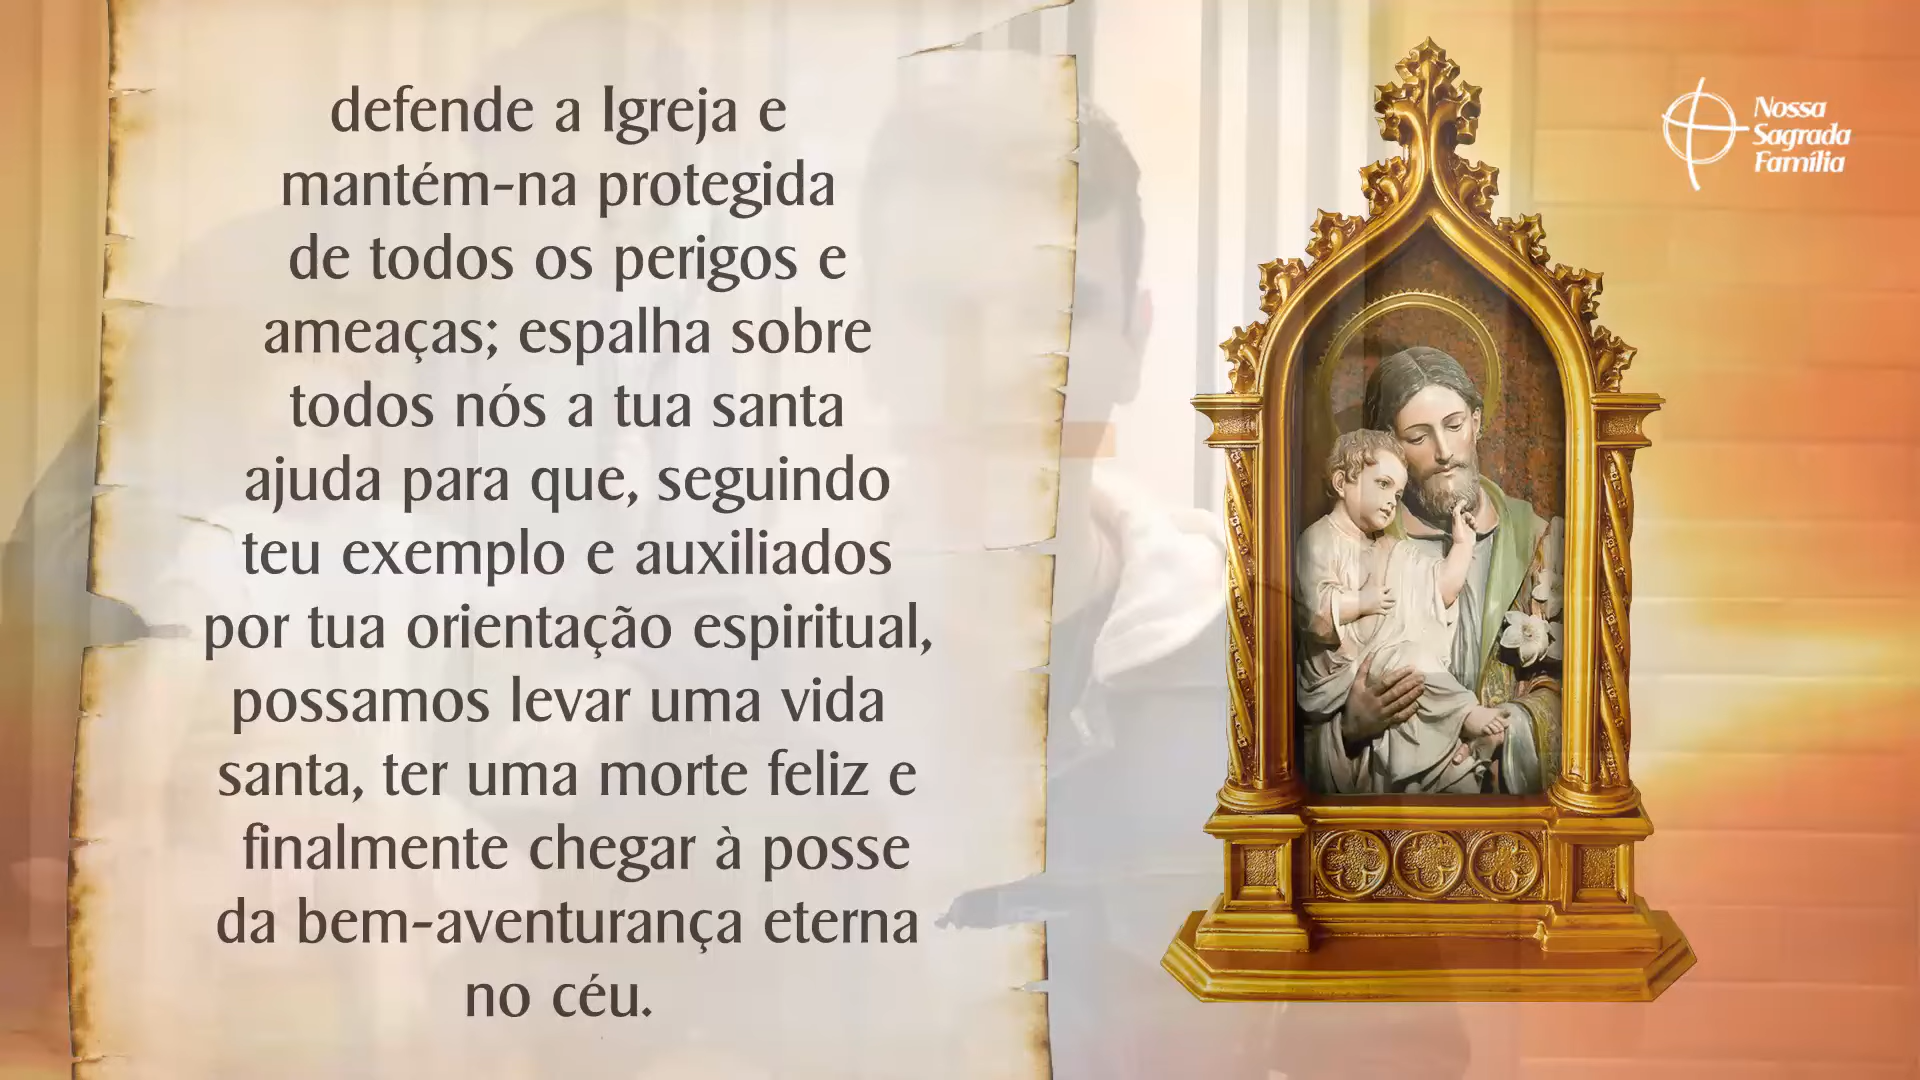 defende a Igreja e
mantém-na protegida
de todos os perigos e
ameaças; espalha sobre
todos nós a tua santa
ajuda para que, seguindo
teu exemplo e auxiliados
por tua orientação espiritual,
possamos levar uma vida
santa, ter uma morte feliz e
finalmente chegar à posse
da bem-aventurança eterna
no céu.
Nossa
Sagrada
Família